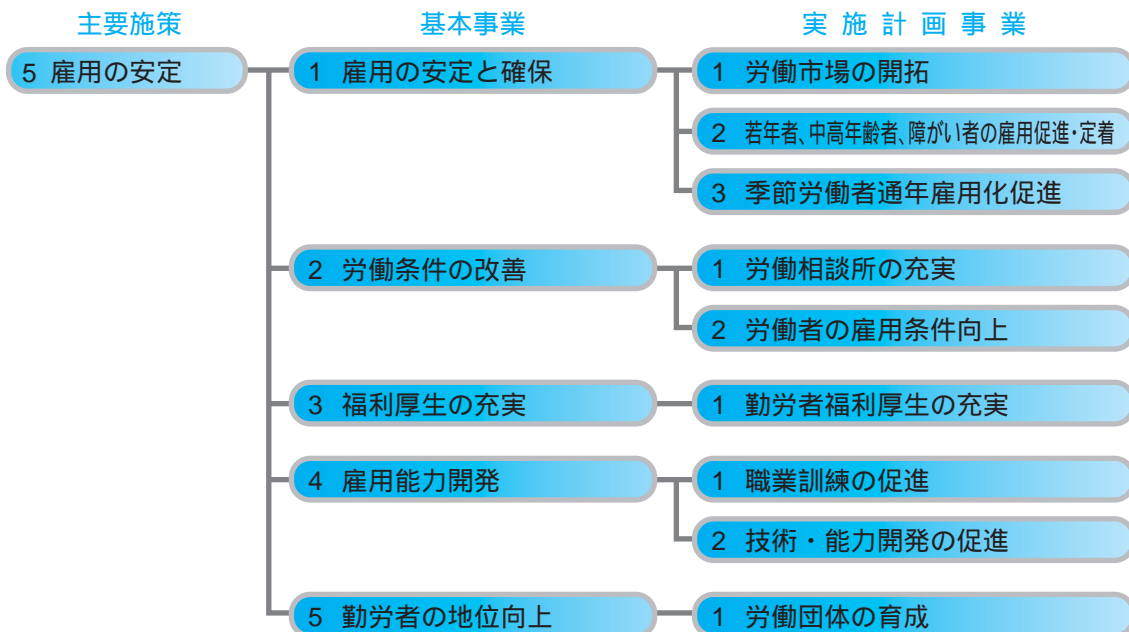 主要施策
基本事業
実施計画事業
5 雇用の安定
1 雇用の安定と確保
1 労働市場の開拓
2 若年者、中高年齢者、障がい者の雇用促進・定着
3 季節労働者通年雇用化促進
2 労働条件の改善
1 労働相談所の充実
2 労働者の雇用条件向上
3 福利厚生の充実
1 勤労者福利厚生の充実
4 雇用能力開発
1 職業訓練の促進
2 技術・能力開発の促進
5 勤労者の地位向上
1 労働団体の育成